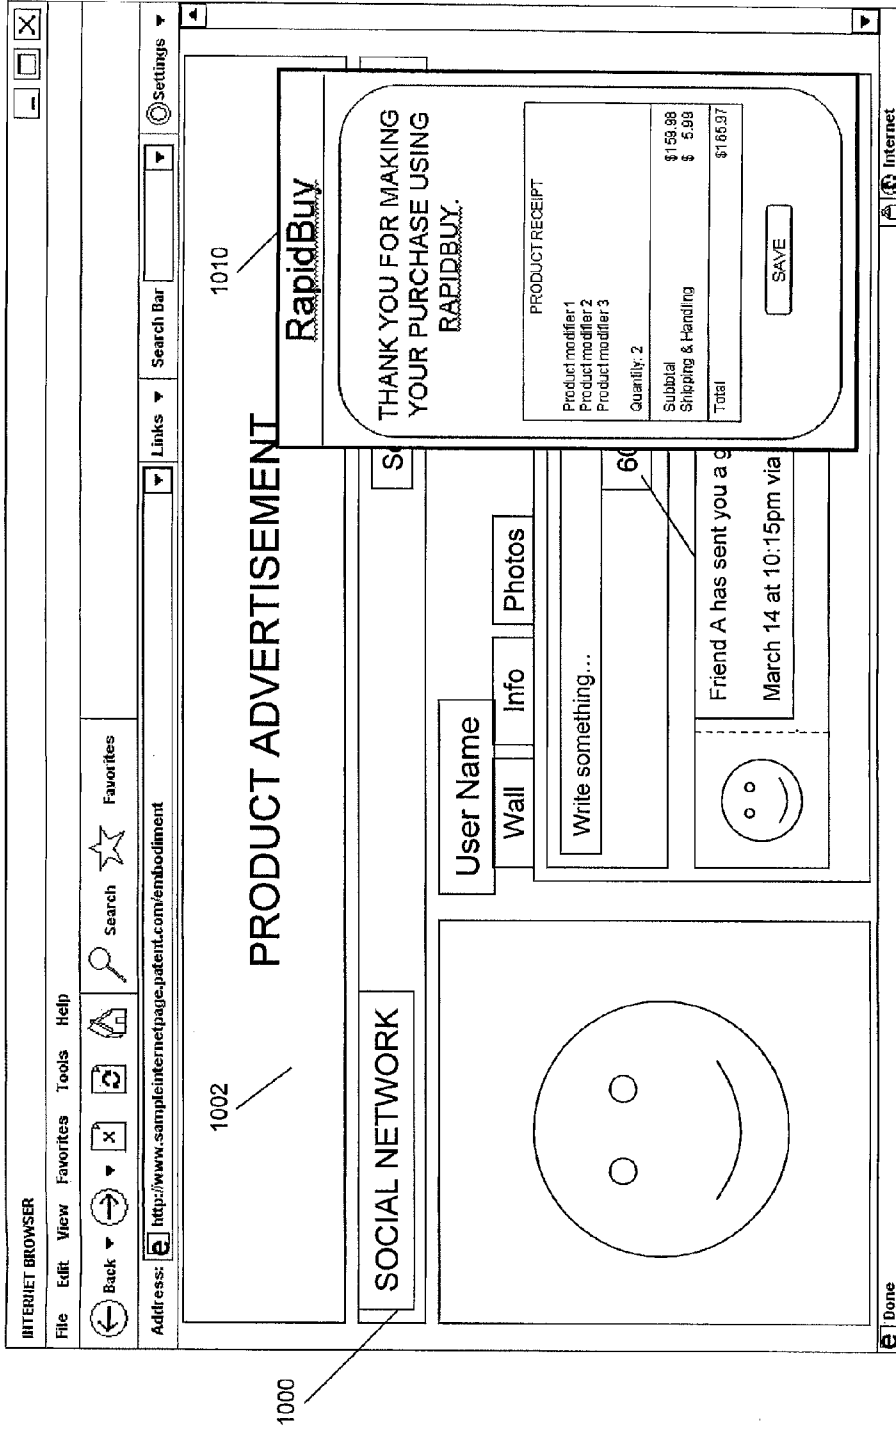 INTERNET BROWSER
File Edit View Favorites Tools Help
Back Search Favorites
Address: http://www.sampleinternetpage.patent.com/embodiment Links Search Bar Settings
1002
1010
PRODUCT ADVERTISEMENT
RapidBuy
1000
SOCIAL NETWORK
THANK YOU FOR MAKING
YOUR PURCHASE USING
RAPIDBUY.
User Name
Wall Info Photos
PRODUCT RECEIPT
Product modifier 1
Product modifier 2
Product modifier 3
Quantity: 2
Subtotal $159.98
Shipping & Handling $ 5.99
Total $165.97
SAVE
Write something...
Friend A has sent you a g
March 14 at 10:15pm via
Done Internet